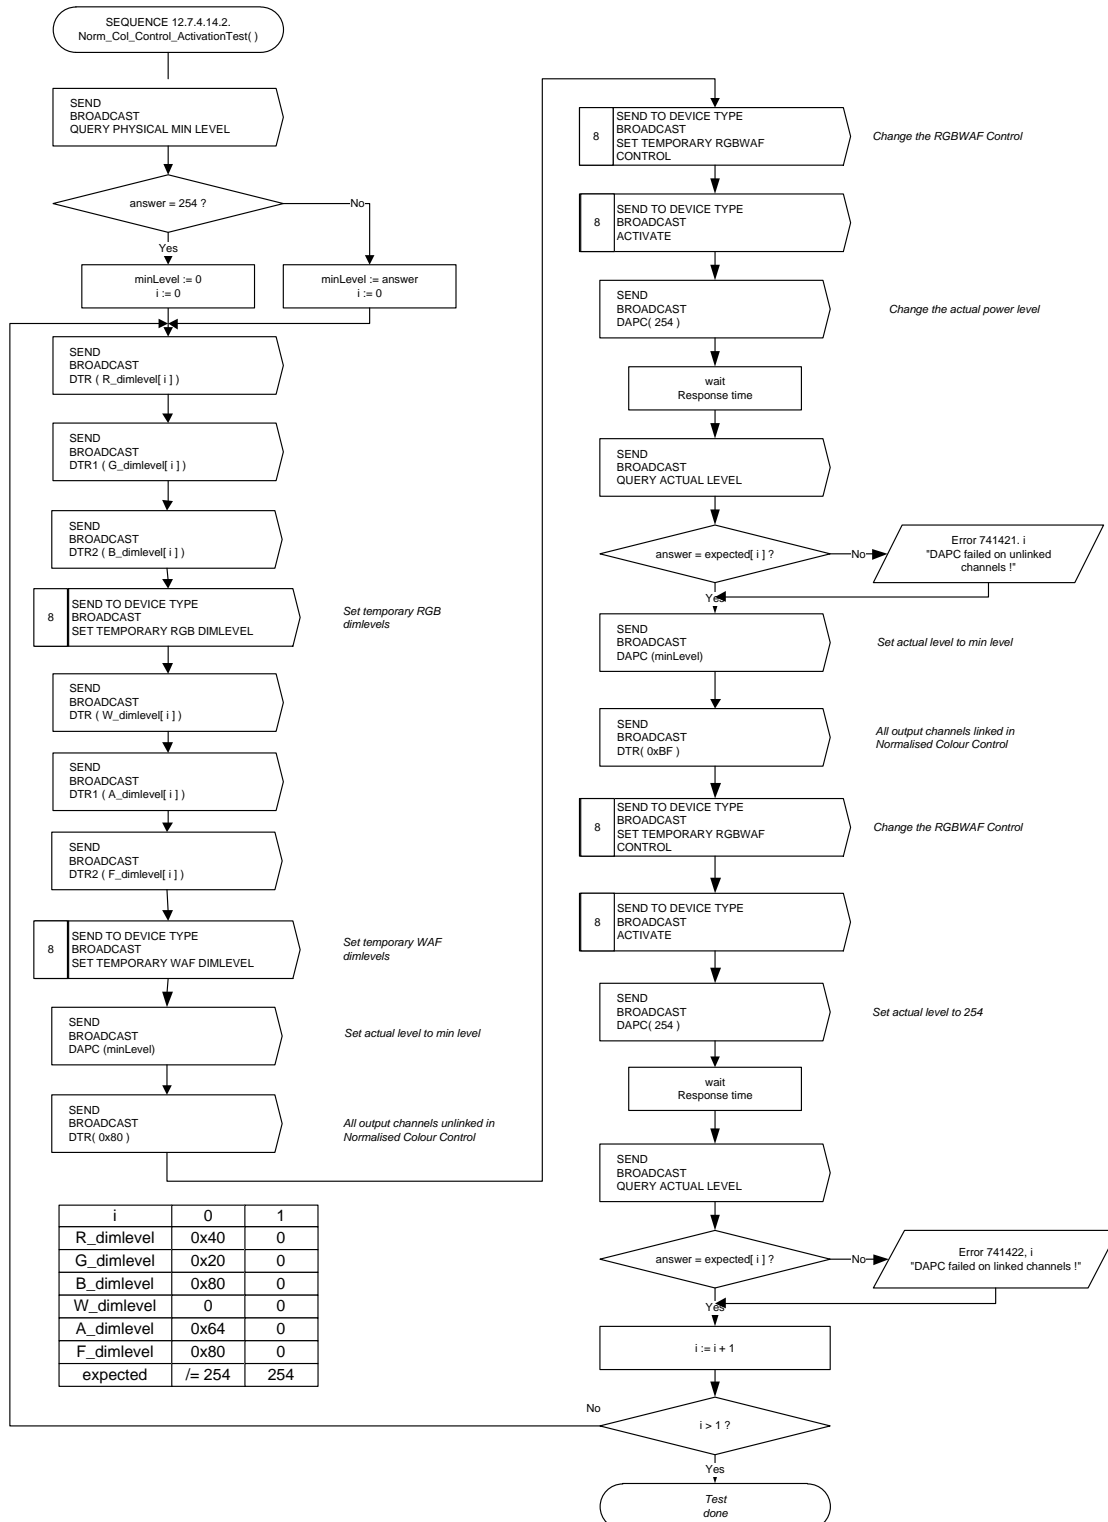 SEQUENCE 12.7.4.14.2.
Norm_Col_Control_ActivationTest( )
SEND
BROADCAST
QUERY PHYSICAL MIN LEVEL
answer = 254 ?
No
Yes
minLevel := 0
i := 0
minLevel := answer
i := 0
SEND
BROADCAST
DTR ( R_dimlevel[ i ] )
SEND
BROADCAST
DTR1 ( G_dimlevel[ i ] )
SEND
BROADCAST
DTR2 ( B_dimlevel[ i ] )
8
SEND TO DEVICE TYPE
BROADCAST
SET TEMPORARY RGB DIMLEVEL
Set temporary RGB
dimlevels
SEND
BROADCAST
DTR ( W_dimlevel[ i ] )
SEND
BROADCAST
DTR1 ( A_dimlevel[ i ] )
SEND
BROADCAST
DTR2 ( F_dimlevel[ i ] )
8
SEND TO DEVICE TYPE
BROADCAST
SET TEMPORARY WAF DIMLEVEL
Set temporary WAF
dimlevels
SEND
BROADCAST
DAPC (minLevel)
Set actual level to min level
SEND
BROADCAST
DTR( 0x80 )
All output channels unlinked in
Normalised Colour Control
i 0 1
R_dimlevel 0x40 0
G_dimlevel 0x20 0
B_dimlevel 0x80 0
W_dimlevel 0 0
A_dimlevel 0x64 0
F_dimlevel 0x80 0
expected /= 254 254
8
SEND TO DEVICE TYPE
BROADCAST
SET TEMPORARY RGBWAF
CONTROL
Change the RGBWAF Control
8
SEND TO DEVICE TYPE
BROADCAST
ACTIVATE
SEND
BROADCAST
DAPC( 254 )
Change the actual power level
wait
Response time
SEND
BROADCAST
QUERY ACTUAL LEVEL
answer = expected[ i ] ?
No
Error 741421. i
"DAPC failed on unlinked
channels !"
Yes
SEND
BROADCAST
DAPC (minLevel)
Set actual level to min level
SEND
BROADCAST
DTR( 0xBF )
All output channels linked in
Normalised Colour Control
8
SEND TO DEVICE TYPE
BROADCAST
SET TEMPORARY RGBWAF
CONTROL
Change the RGBWAF Control
8
SEND TO DEVICE TYPE
BROADCAST
ACTIVATE
SEND
BROADCAST
DAPC( 254 )
Set actual level to 254
wait
Response time
SEND
BROADCAST
QUERY ACTUAL LEVEL
answer = expected[ i ] ?
No
Error 741422, i
"DAPC failed on linked channels !"
Yes
i := i + 1
No
i > 1 ?
Yes
Test
done